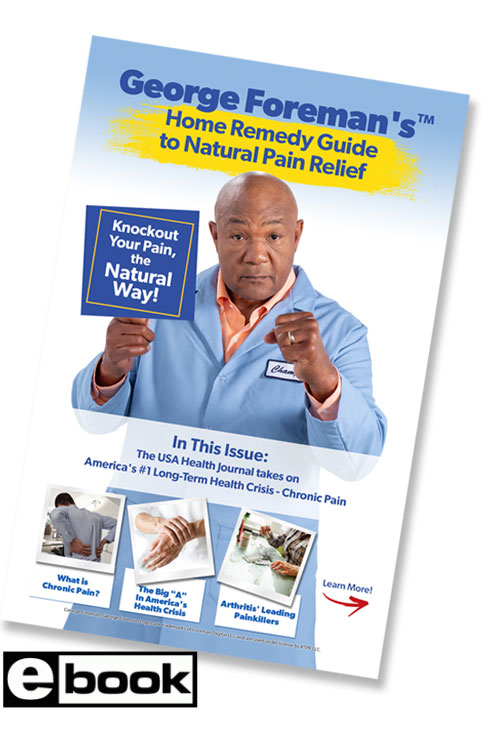 George Foreman's™
Home Remedy Guide
to Natural Pain Relief
Knockout
Your Pain,
the
Natural
Way!
Cham
In This Issue:
The USA Health Journal takes on
America's #1 Long-Term Health Crisis - Chronic Pain
What is
Chronic Pain?
The Big "A"
In America's
Health Crisis
Arthritis' Leading
Painkillers
Learn More!
ebook